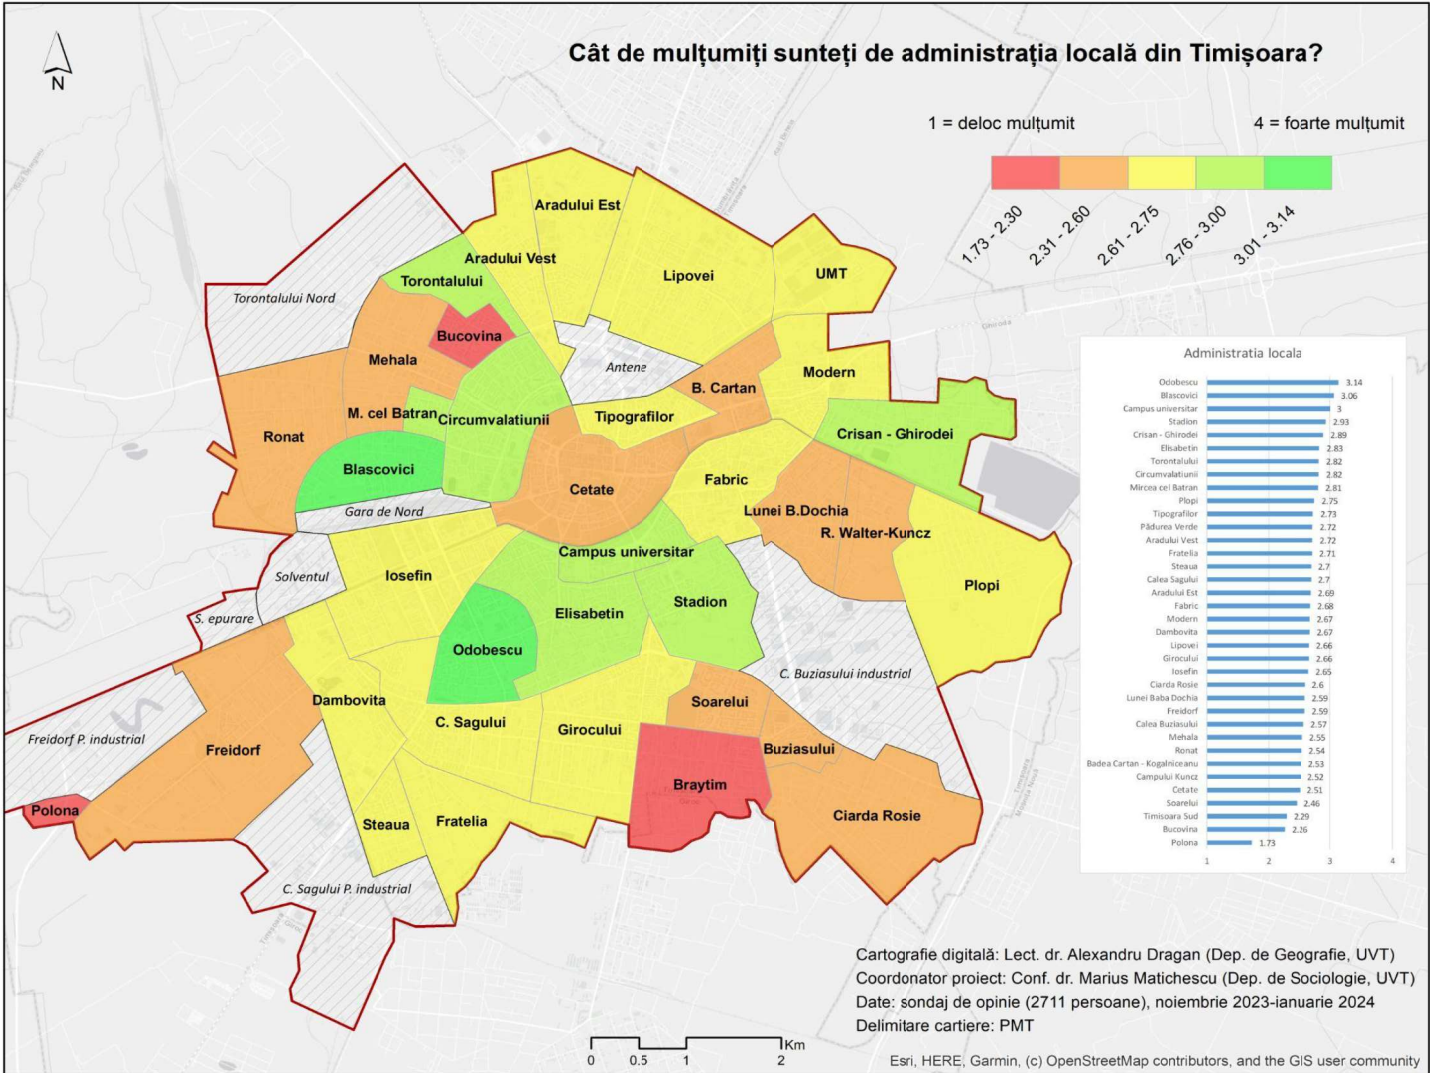 Cât de mulțumiți sunteți de administrația locală din Timișoara?
N
1 = deloc mulțumit
4 = foarte mulțumit
1.73 - 2.30
2.31 - 2.60
2.61 - 2.75
2.76 - 3.00
3.01 - 3.14
Aradului Est
Aradului Vest
Lipovei
UMT
Torontalului
Torontalului Nord
Bucovina
Mehala
Antene
Modern
B. Cartan
M. cel Batran
Circumvalatiunii
Tipografilor
Ronat
Crisan - Ghirodei
Blascovici
Cetate
Fabric
Gara de Nord
Lunei B.Dochia
R. Walter-Kuncz
Campus universitar
Iosefin
Solventul
Plopi
Stadion
Elisabetin
S. epurare
Odobescu
C. Buziasului industrial
Dambovita
Soarelui
C. Sagului
Girocului
Freidorf P. industrial
Freidorf
Buziasului
Braytim
Polona
Steaua
Fratelia
Ciarda Rosie
C. Sagului P. industrial
Administratia locala
Odobescu 3.14
Blascovici 3.06
Campus universitar 3
Stadion 2.93
Crisan - Ghirodei 2.89
Elisabetin 2.83
Torontalului 2.82
Circumvalatiunii 2.82
Mircea cel Batran 2.81
Plopi 2.75
Tipografilor 2.73
Pădurea Verde 2.72
Aradului Vest 2.72
Fratelia 2.71
Steaua 2.7
Calea Sagului 2.7
Aradului Est 2.69
Fabric 2.68
Modern 2.67
Dambovita 2.67
Lipovei 2.66
Girocului 2.66
Iosefin 2.65
Ciarda Rosie 2.6
Lunei Baba Dochia 2.59
Freidorf 2.59
Calea Buziasului 2.57
Mehala 2.55
Ronat 2.54
Badea Cartan - Kogalniceanu 2.53
Campului Kuncz 2.52
Cetate 2.51
Soarelui 2.46
Timisoara Sud 2.29
Bucovina 2.26
Polona 1.73
1 2 3 4
Cartografie digitală: Lect. dr. Alexandru Dragan (Dep. de Geografie, UVT)
Coordonator proiect: Conf. dr. Marius Matichescu (Dep. de Sociologie, UVT)
Date: sondaj de opinie (2711 persoane), noiembrie 2023-ianuarie 2024
Delimitare cartiere: PMT
Km
0 0.5 1 2
Esri, HERE, Garmin, (c) OpenStreetMap contributors, and the GIS user community